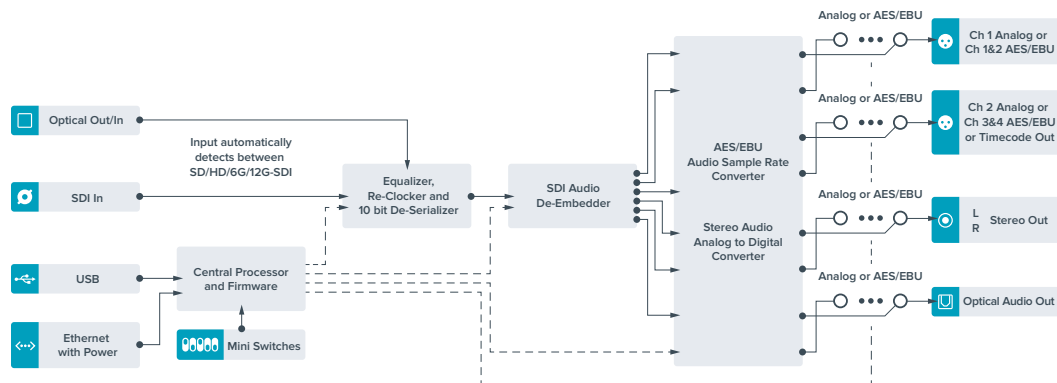 Optical Out/In
Input automatically
detects between
SD/HD/6G/12G-SDI
SDI In
USB
Ethernet
with Power
Central Processor
and Firmware
Mini Switches
Equalizer,
Re-Clocker and
10 bit De-Serializer
SDI Audio
De-Embedder
AES/EBU
Audio Sample Rate
Converter
Stereo Audio
Analog to Digital
Converter
Analog or AES/EBU
Ch 1 Analog or
Ch 1&2 AES/EBU
Analog or AES/EBU
Ch 2 Analog or
Ch 3&4 AES/EBU
or Timecode Out
Analog or AES/EBU
L
R
Stereo Out
Analog or AES/EBU
Optical Audio Out